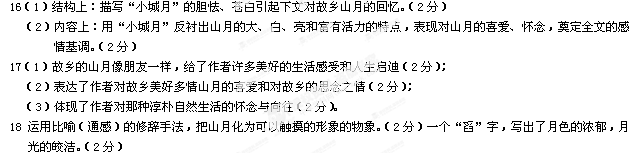 16（1）结构上：描写“小城月”的胆怯、苍白引起下文对故乡山月的回忆。（2分）
（2）内容上：用“小城月”反衬出山月的大、白、亮和富有活力的特点，表现对山月的喜爱、怀念，奠定全文的感
情基调。（2分）
17（1）故乡的山月像朋友一样，给了作者许多美好的生活感受和人生启迪（2分）；
（2）表达了作者对故乡美好多情山月的喜爱和对故乡的思念之情（2分）；
（3）体现了作者对那种淳朴自然生活的怀念与向往（2分）。
18 运用比喻（通感）的修辞手法，把山月化为可以触摸的形象的物象。（2分）一个“舀”字，写出了月色的浓郁，月
光的皎洁。（2分）